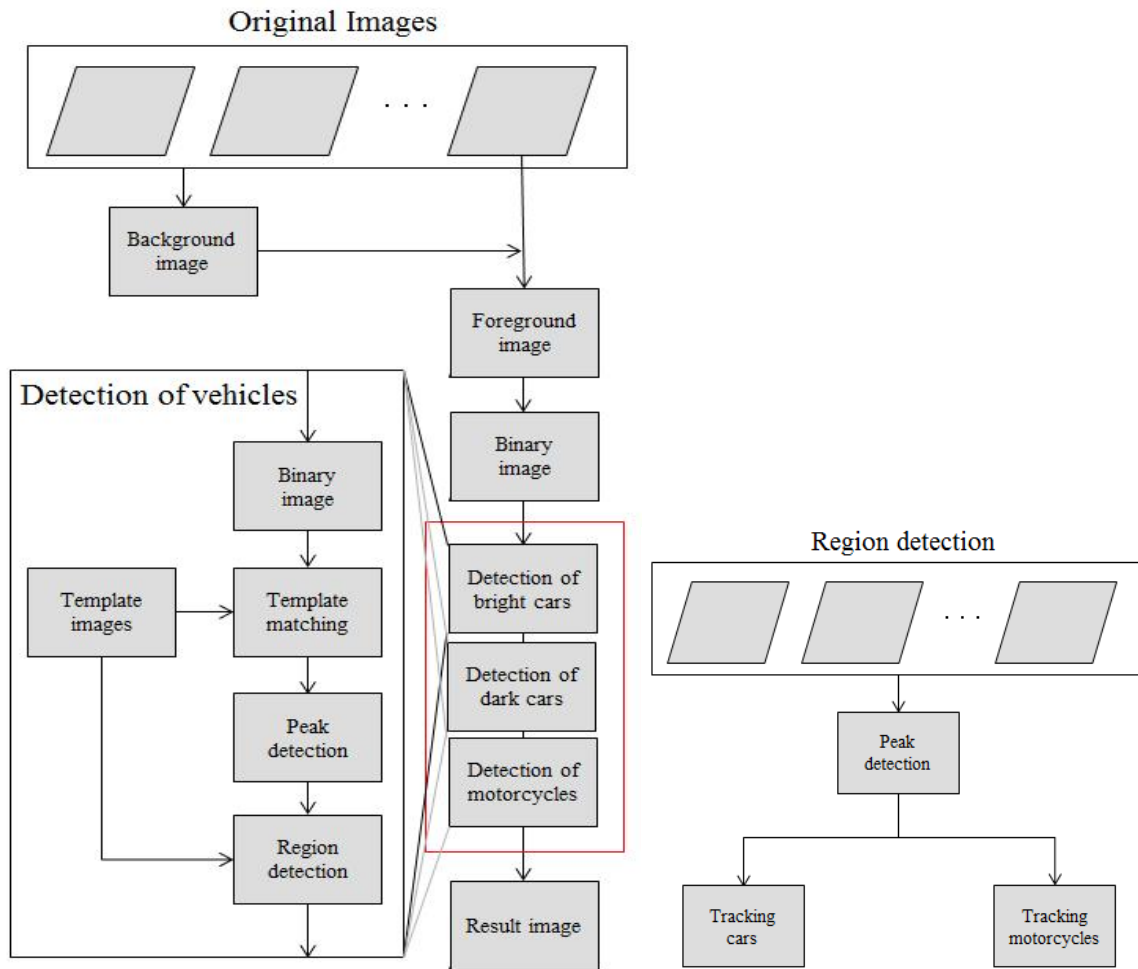 Original Images
. . .
Background
image
Foreground
image
Binary
image
Detection of
bright cars
Detection of
dark cars
Detection of
motorcycles
Result image
Detection of vehicles
Binary
image
Template
images
Template
matching
Peak
detection
Region
detection
Region detection
. . .
Peak
detection
Tracking
cars
Tracking
motorcycles